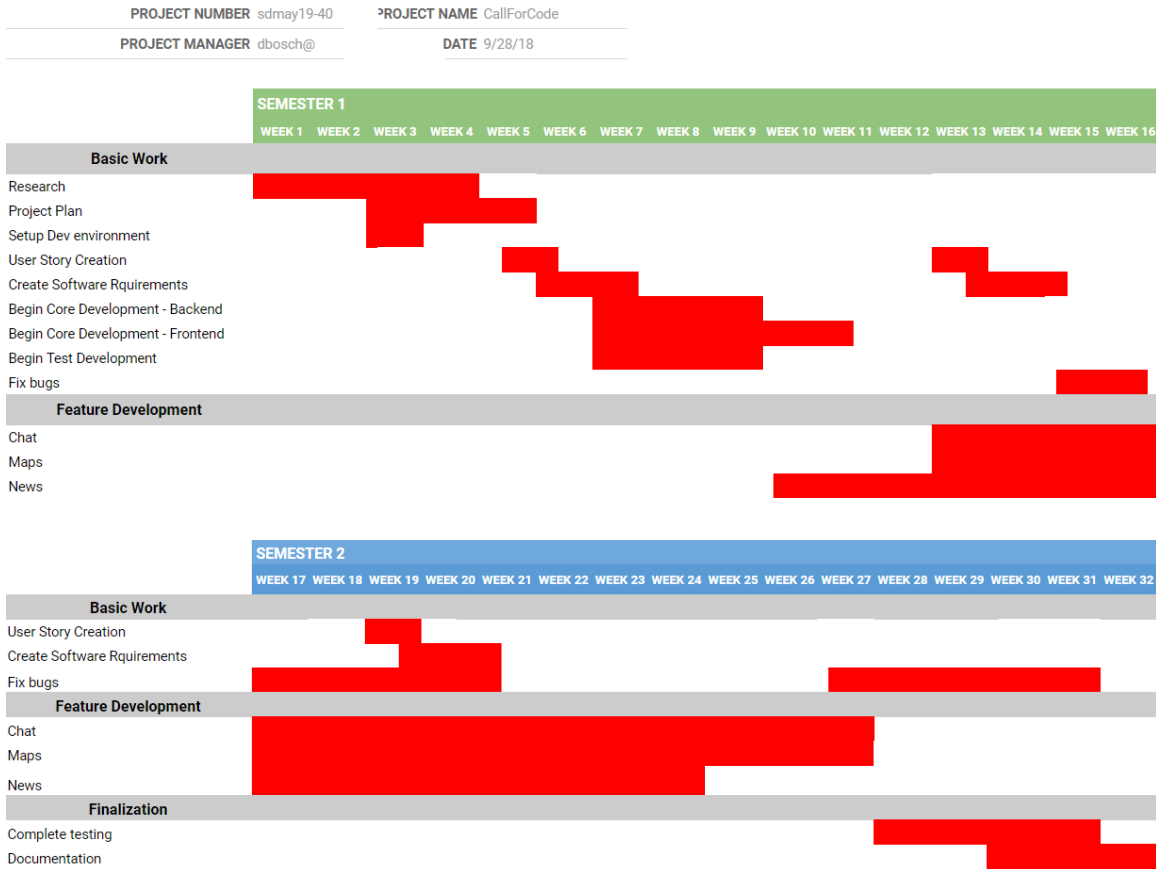 PROJECT NUMBER sdmay19-40 PROJECT NAME CallForCode
PROJECT MANAGER dbosch@ DATE 9/28/18
SEMESTER 1
WEEK 1 WEEK 2 WEEK 3 WEEK 4 WEEK 5 WEEK 6 WEEK 7 WEEK 8 WEEK 9 WEEK 10 WEEK 11 WEEK 12 WEEK 13 WEEK 14 WEEK 15 WEEK 16
Basic Work
Research
Project Plan
Setup Dev environment
User Story Creation
Create Software Rquirements
Begin Core Development - Backend
Begin Core Development - Frontend
Begin Test Development
Fix bugs
Feature Development
Chat
Maps
News
SEMESTER 2
WEEK 17 WEEK 18 WEEK 19 WEEK 20 WEEK 21 WEEK 22 WEEK 23 WEEK 24 WEEK 25 WEEK 26 WEEK 27 WEEK 28 WEEK 29 WEEK 30 WEEK 31 WEEK 32
Basic Work
User Story Creation
Create Software Rquirements
Fix bugs
Feature Development
Chat
Maps
News
Finalization
Complete testing
Documentation